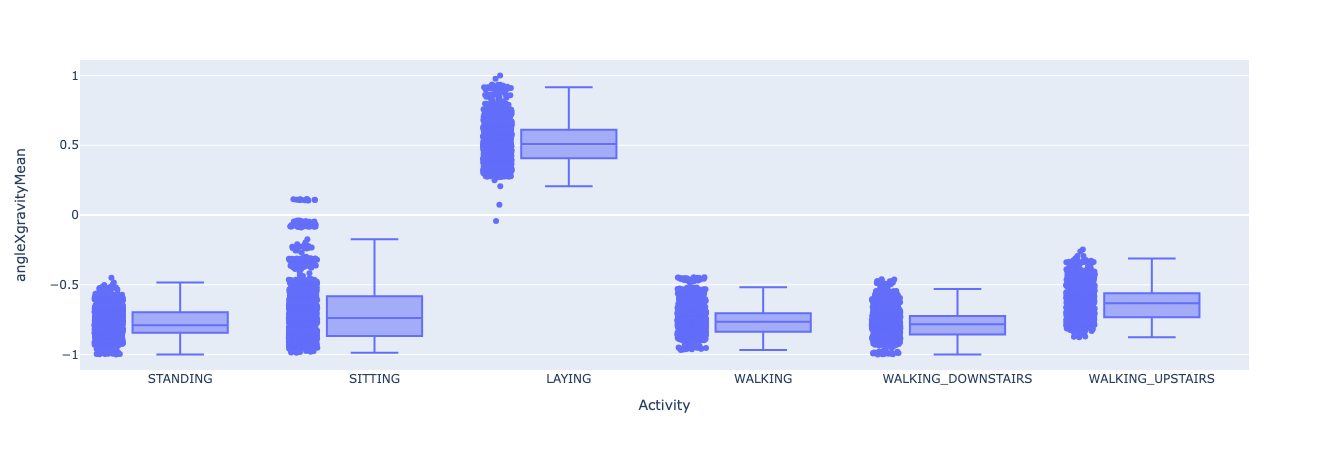 angleXgravityMean
1
0.5
0
−0.5
−1
STANDING SITTING LAYING WALKING WALKING_DOWNSTAIRS WALKING_UPSTAIRS
Activity